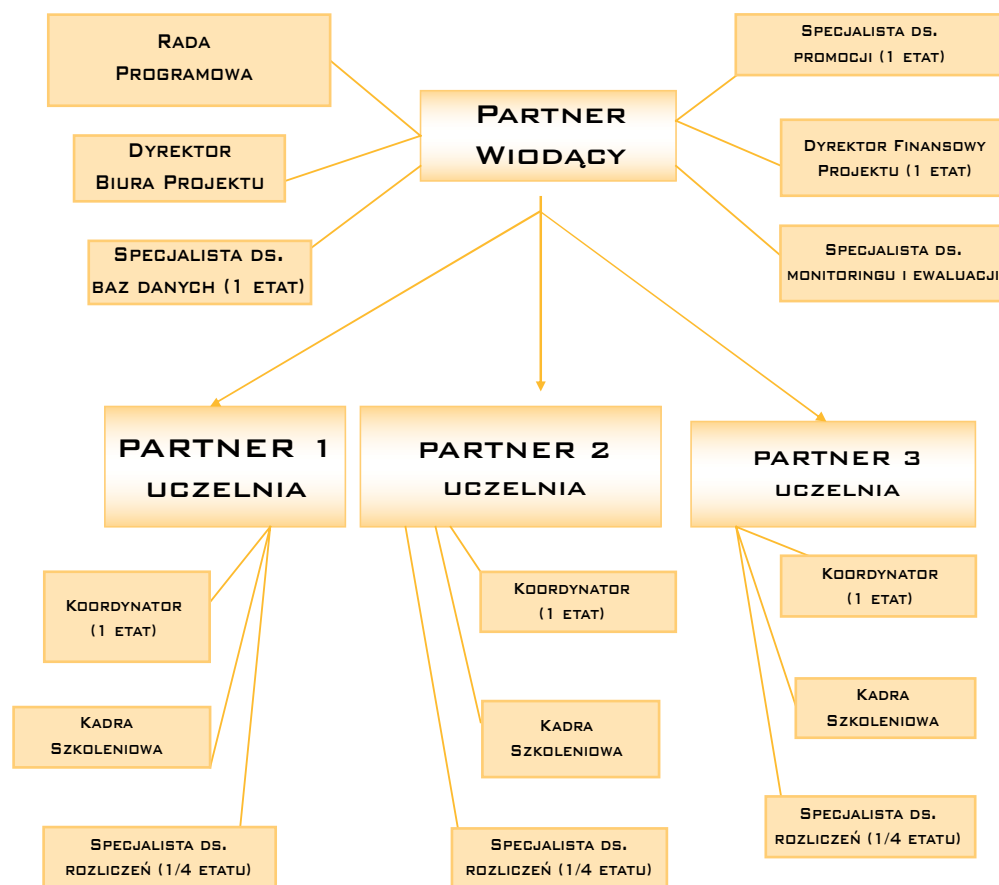 Rada
Programowa
Specjalista ds.
promocji (1 etat)
Partner
Wiodący
Dyrektor
Biura Projektu
Dyrektor Finansowy
Projektu (1 etat)
Specjalista ds.
baz danych (1 etat)
Specjalista ds.
monitoringu i ewaluacji
PARTNER 1
UCZELNIA
PARTNER 2
UCZELNIA
PARTNER 3
UCZELNIA
Koordynator
(1 etat)
Koordynator
(1 etat)
Koordynator
(1 etat)
Kadra
Szkoleniowa
Kadra
Szkoleniowa
Kadra
Szkoleniowa
Specjalista ds.
rozliczeń (1/4 etatu)
Specjalista ds.
rozliczeń (1/4 etatu)
Specjalista ds.
rozliczeń (1/4 etatu)